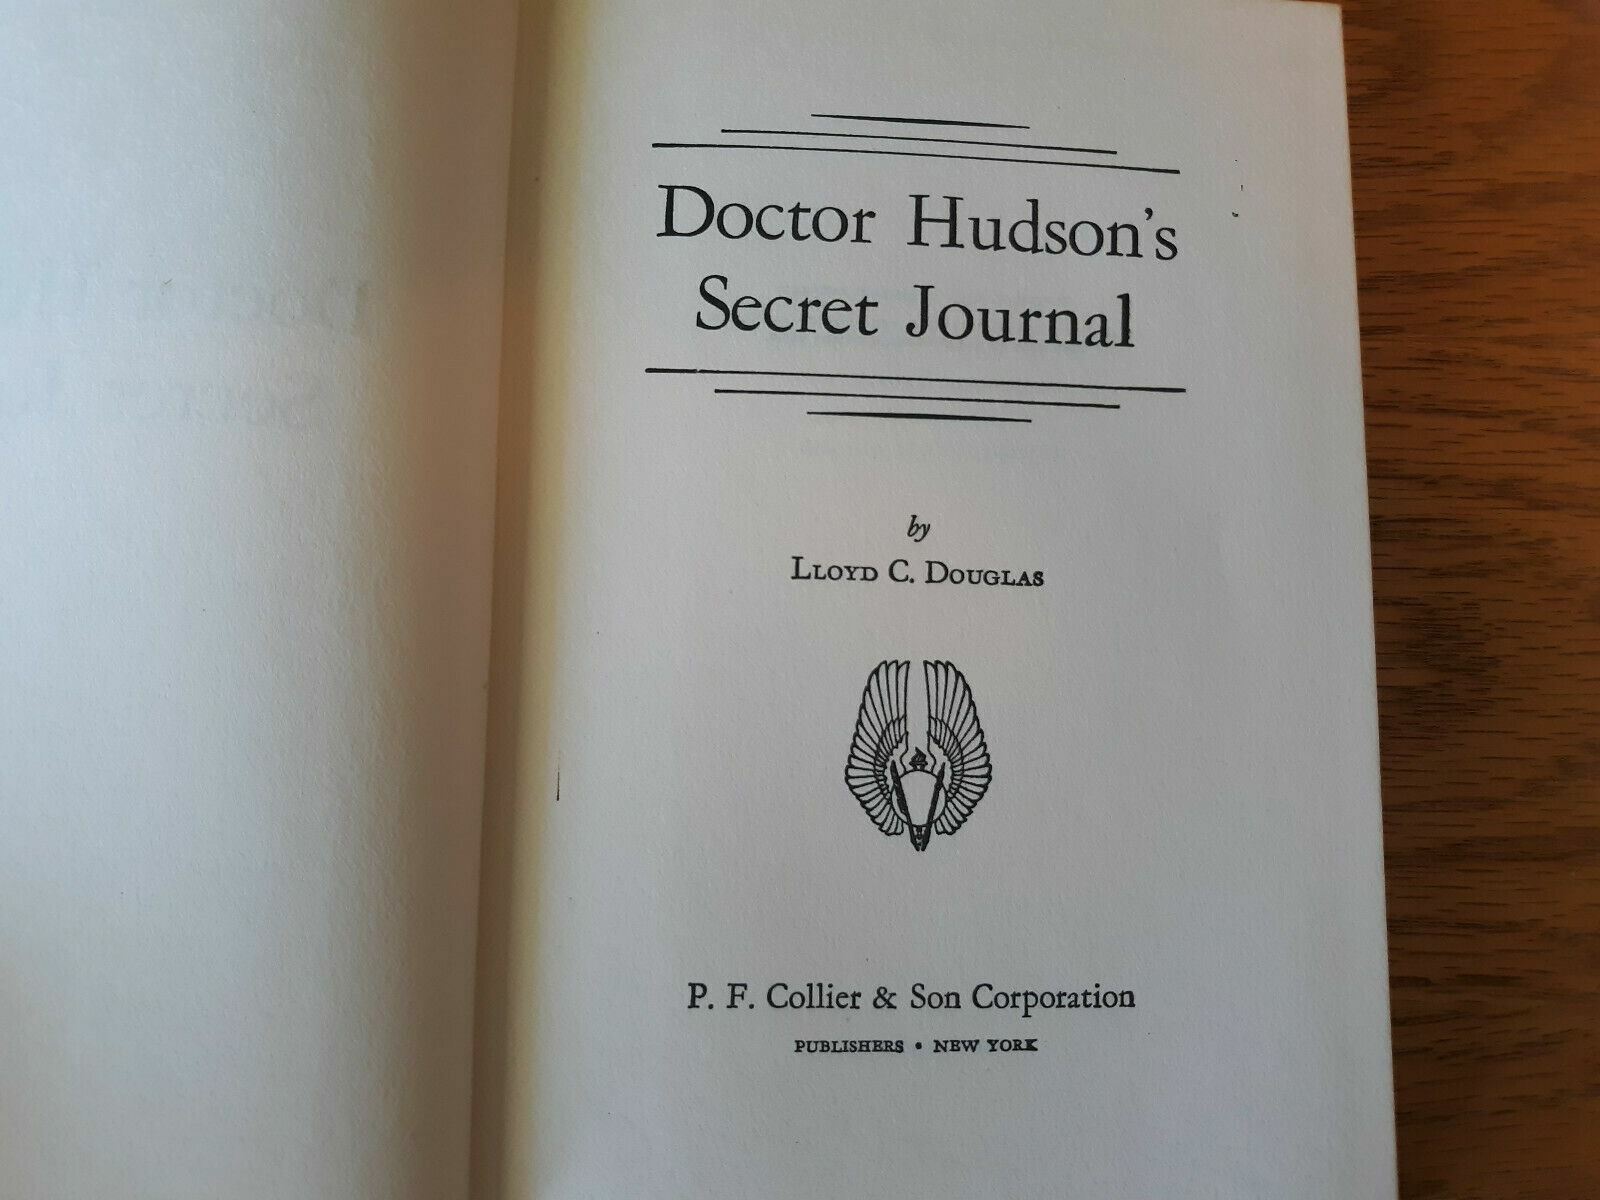 Doctor Hudson's
Secret Journal
by
LLOYD C. DOUGLAS
P. F. Collier & Son Corporation
PUBLISHERS • NEW YORK